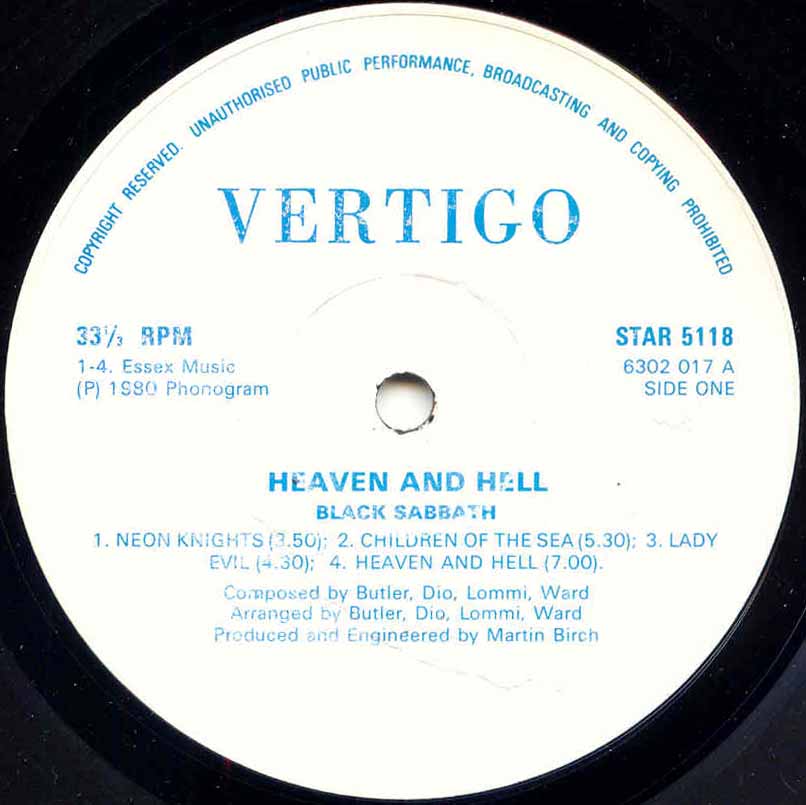 COPYRIGHT RESERVED. UNAUTHORISED PUBLIC PERFORMANCE, BROADCASTING AND COPYING PROHIBITED
VERTIGO
33⅓ RPM
1-4. Essex Music
(P) 1980 Phonogram
STAR 5118
6302 017 A
SIDE ONE
HEAVEN AND HELL
BLACK SABBATH
1. NEON KNIGHTS (3.50); 2. CHILDREN OF THE SEA (5.30); 3. LADY
EVIL (4.30); 4. HEAVEN AND HELL (7.00).
Composed by Butler, Dio, Lommi, Ward
Arranged by Butler, Dio, Lommi, Ward
Produced and Engineered by Martin Birch